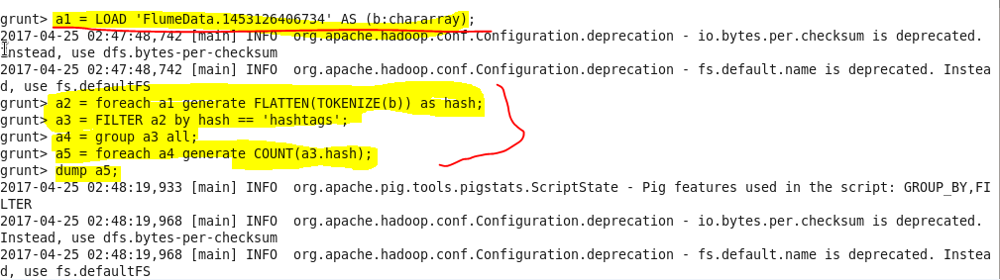 grunt> a1 = LOAD 'FlumeData.1453126406734' AS (b:chararray);
2017-04-25 02:47:48,742 [main] INFO  org.apache.hadoop.conf.Configuration.deprecation - io.bytes.per.checksum is deprecated.
Instead, use dfs.bytes-per-checksum
2017-04-25 02:47:48,742 [main] INFO  org.apache.hadoop.conf.Configuration.deprecation - fs.default.name is deprecated. Instea
d, use fs.defaultFS
grunt> a2 = foreach a1 generate FLATTEN(TOKENIZE(b)) as hash;
grunt> a3 = FILTER a2 by hash == 'hashtags';
grunt> a4 = group a3 all;
grunt> a5 = foreach a4 generate COUNT(a3.hash);
grunt> dump a5;
2017-04-25 02:48:19,933 [main] INFO  org.apache.pig.tools.pigstats.ScriptState - Pig features used in the script: GROUP_BY,FI
LTER
2017-04-25 02:48:19,968 [main] INFO  org.apache.hadoop.conf.Configuration.deprecation - io.bytes.per.checksum is deprecated.
Instead, use dfs.bytes-per-checksum
2017-04-25 02:48:19,968 [main] INFO  org.apache.hadoop.conf.Configuration.deprecation - fs.default.name is deprecated. Instea
d, use fs.defaultFS